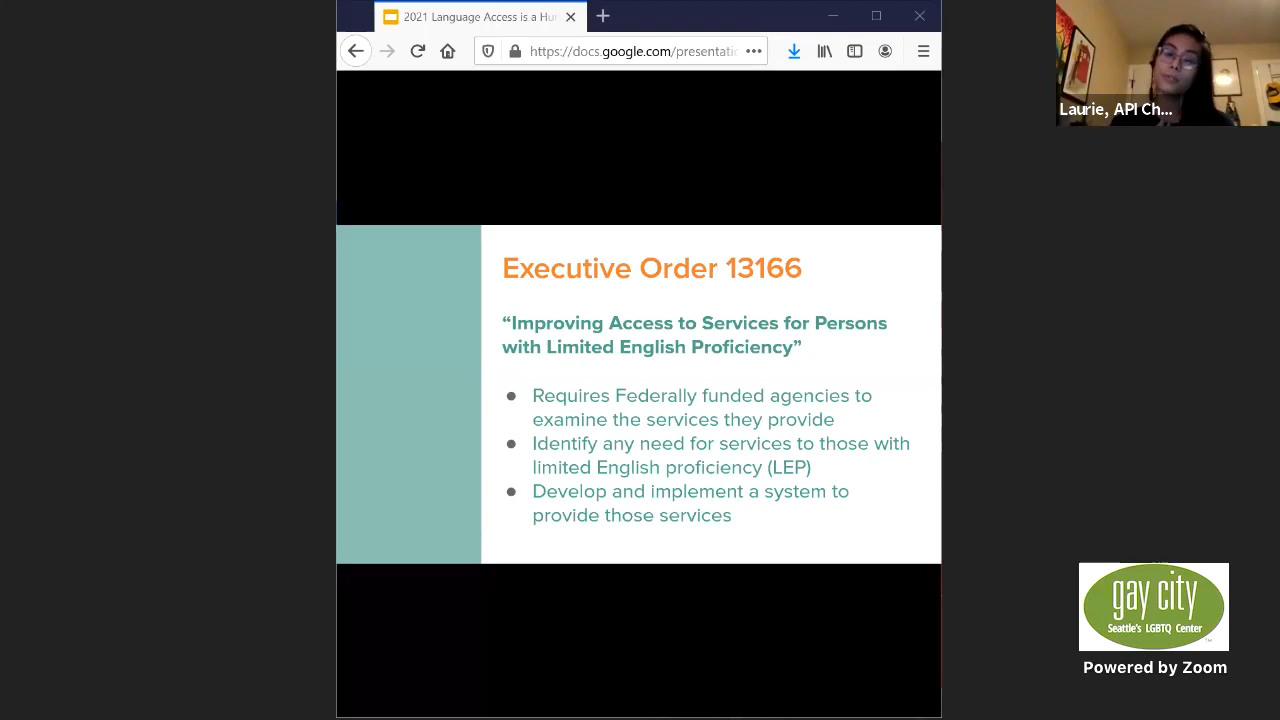 2021 Language Access is a Hu
https://docs.google.com/presentatio
Laurie, API Ch...
Executive Order 13166
“Improving Access to Services for Persons
with Limited English Proficiency”
● Requires Federally funded agencies to
examine the services they provide
● Identify any need for services to those with
limited English proficiency (LEP)
● Develop and implement a system to
provide those services
gay city
Seattle's LGBTQ Center
TM
Powered by Zoom